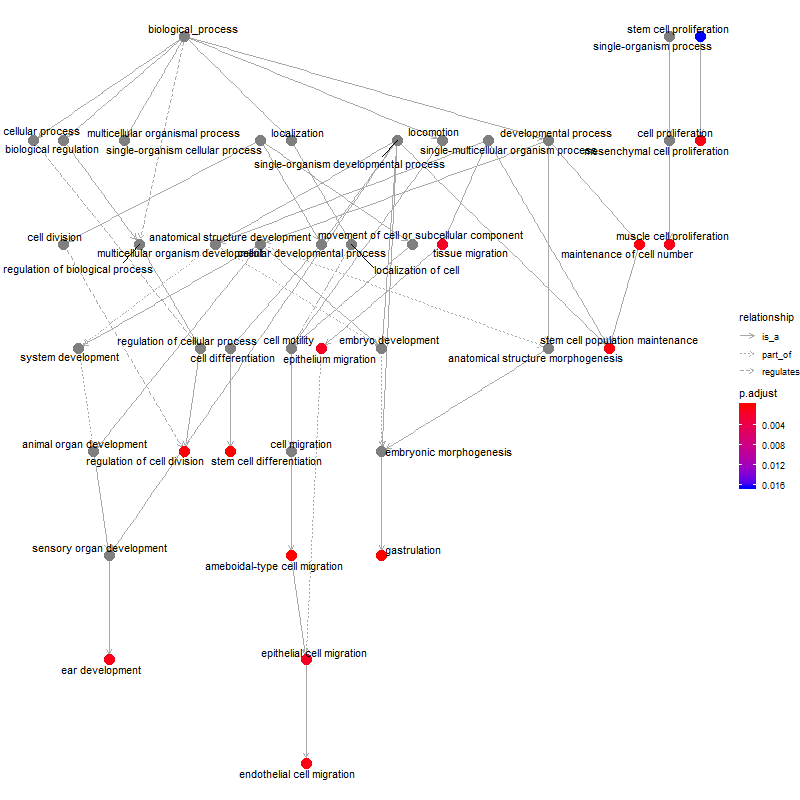 biological_process
stem cell proliferation
single-organism process
cellular process
multicellular organismal process
localization
locomotion
developmental process
cell proliferation
biological regulation
single-organism cellular process
single-multicellular organism process
mesenchymal cell proliferation
single-organism developmental process
cell division
anatomical structure development
movement of cell or subcellular component
muscle cell proliferation
multicellular organism development
cellular developmental process
tissue migration
maintenance of cell number
regulation of biological process
localization of cell
regulation of cellular process
cell motility
embryo development
stem cell population maintenance
system development
cell differentiation
epithelium migration
anatomical structure morphogenesis
animal organ development
cell migration
embryonic morphogenesis
regulation of cell division
stem cell differentiation
sensory organ development
gastrulation
ameboidal-type cell migration
epithelial cell migration
ear development
endothelial cell migration
relationship
is_a
part_of
regulates
p.adjust
0.004
0.008
0.012
0.016